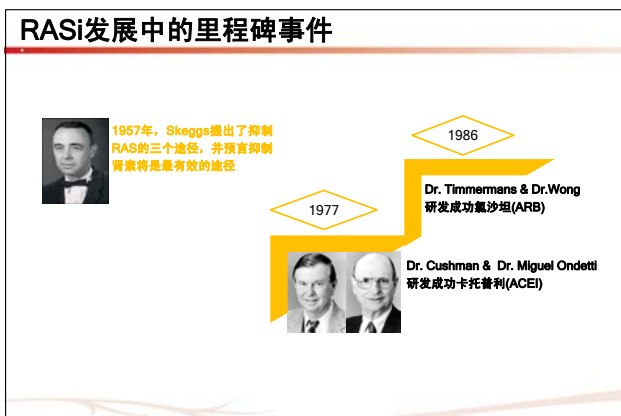 RASi发展中的里程碑事件
1957年，Skeggs提出了抑制
RAS的三个途径，并预言抑制
肾素将是最有效的途径
1986
Dr. Timmermans & Dr.Wong
研发成功氯沙坦(ARB)
1977
Dr. Cushman & Dr. Miguel Ondetti
研发成功卡托普利(ACEI)